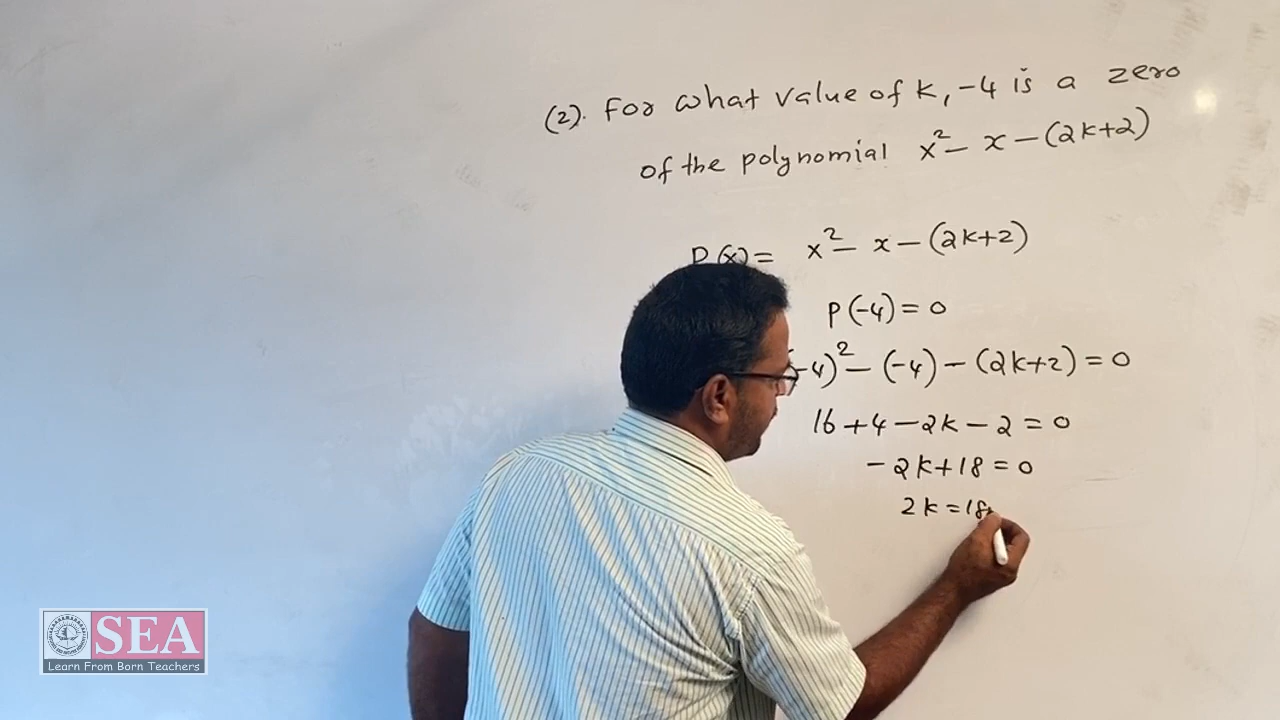 (2). For what value of k, -4 is a zero
of the polynomial x² - x - (2k+2)
P(x) = x² - x - (2k+2)
P(-4) = 0
(-4)² - (-4) - (2k+2) = 0
16 + 4 - 2k - 2 = 0
- 2k + 18 = 0
2k = 18
SEA
Learn From Born Teachers